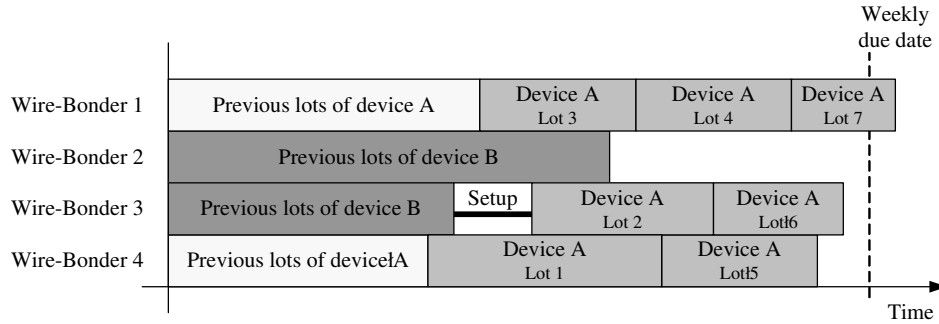 Weekly
due date
Wire-Bonder 1
Previous lots of device A
Device A
Lot 3
Device A
Lot 4
Device A
Lot 7
Wire-Bonder 2
Previous lots of device B
Wire-Bonder 3
Previous lots of device B
Setup
Device A
Lot 2
Device A
Lotł6
Wire-Bonder 4
Previous lots of devicełA
Device A
Lot 1
Device A
Lotł5
Time